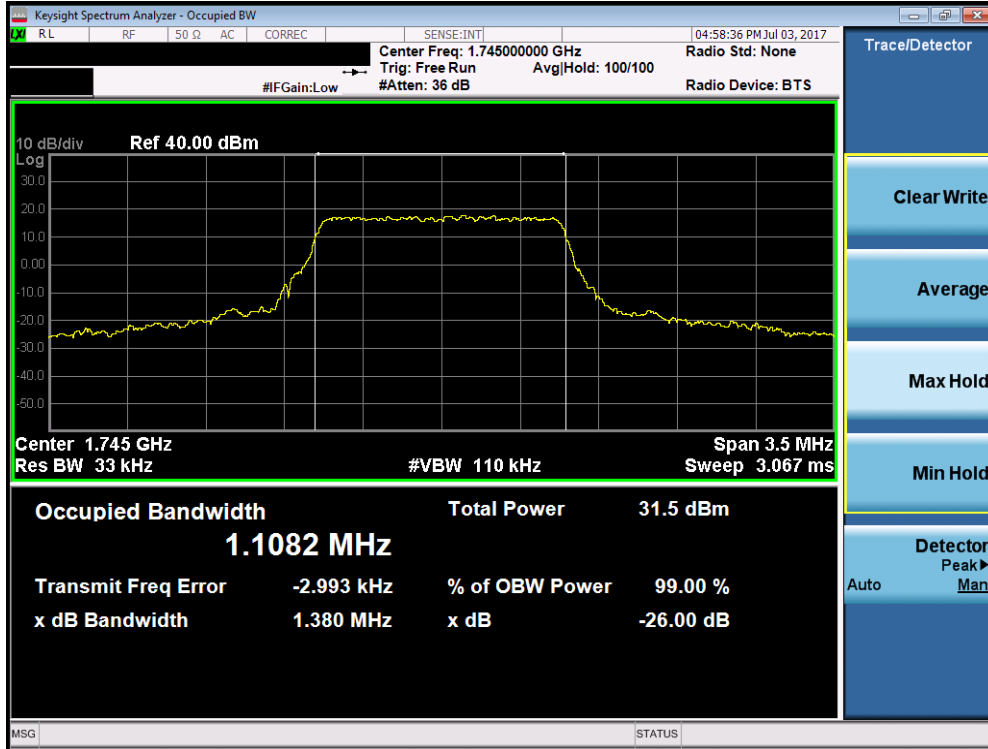 Keysight Spectrum Analyzer - Occupied BW
LXI RL RF 50 Ω AC CORREC SENSE:INT 04:58:36 PM Jul 03, 2017
Center Freq: 1.745000000 GHz Radio Std: None
Trig: Free Run Avg|Hold: 100/100
#IFGain:Low #Atten: 36 dB Radio Device: BTS
10 dB/div Ref 40.00 dBm
Log
30.0
20.0
10.0
0.00
-10.0
-20.0
-30.0
-40.0
-50.0
Center 1.745 GHz Span 3.5 MHz
Res BW 33 kHz #VBW 110 kHz Sweep 3.067 ms
Occupied Bandwidth Total Power 31.5 dBm
1.1082 MHz
Transmit Freq Error -2.993 kHz % of OBW Power 99.00 %
x dB Bandwidth 1.380 MHz x dB -26.00 dB
MSG STATUS
Trace/Detector
Clear Write
Average
Max Hold
Min Hold
Detector
Peak▶
Auto Man